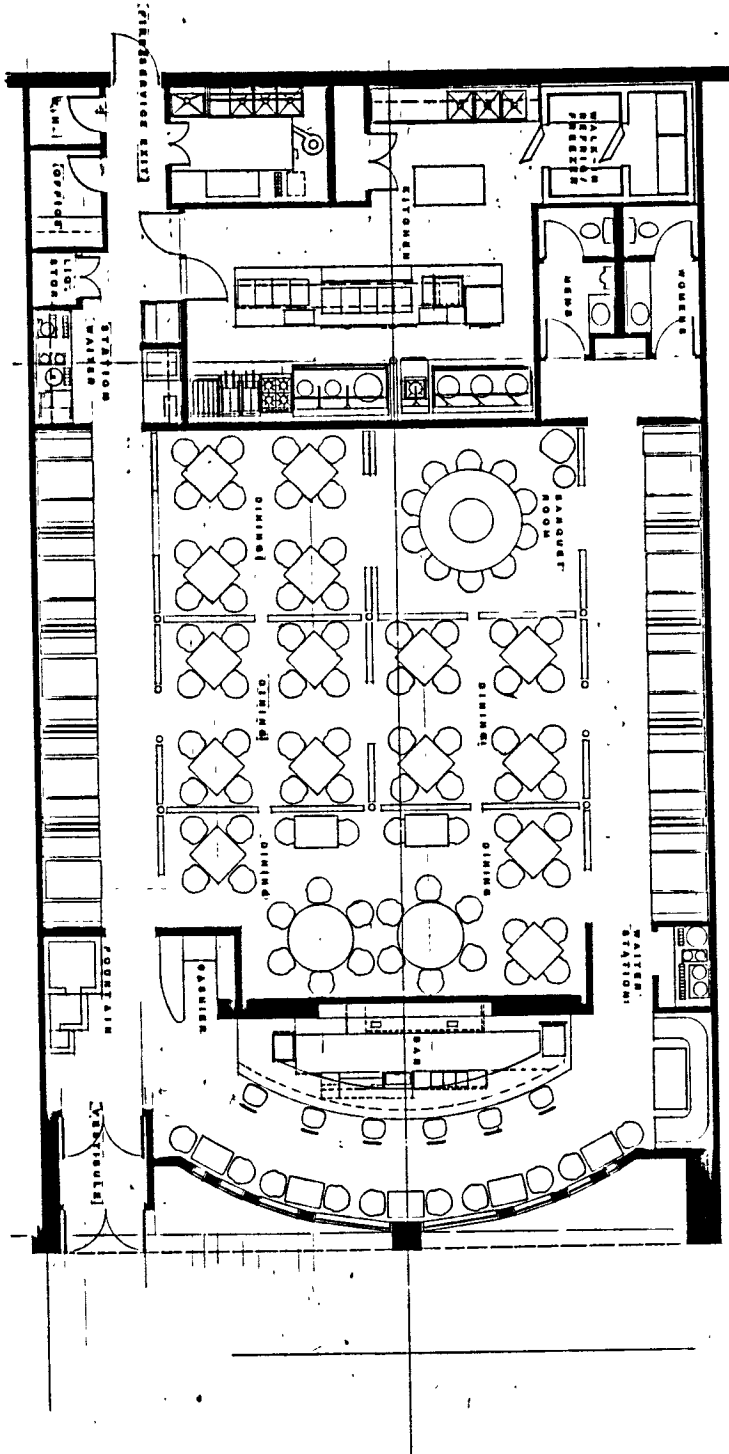 [FIRE/SERVICE EXIT]
[OFFICE]
LIQ.
STOR.
WAITER
STATION
KITCHEN
WALK-IN
REFRIG/
FREEZER
MENS
WOMENS
DINING
BANQUET
ROOM
DINING
DINING
DINING
DINING
FOUNTAIN
CASHIER
BAR
WAITER
STATION
[VESTIBULE]